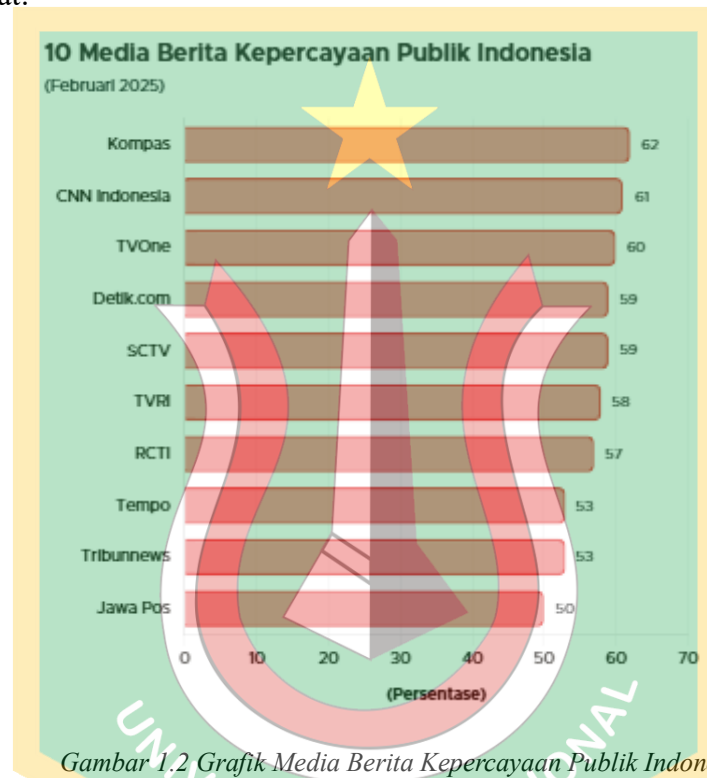 10 Media Berita Kepercayaan Publik Indonesia
(Februari 2025)
Kompas 62
CNN Indonesia 61
TVOne 60
Detik.com 59
SCTV 59
TVRI 58
RCTI 57
Tempo 53
Tribunnews 53
Jawa Pos 50
0 10 20 30 40 50 60 70
(Persentase)
Gambar 1.2 Grafik Media Berita Kepercayaan Publik Indon